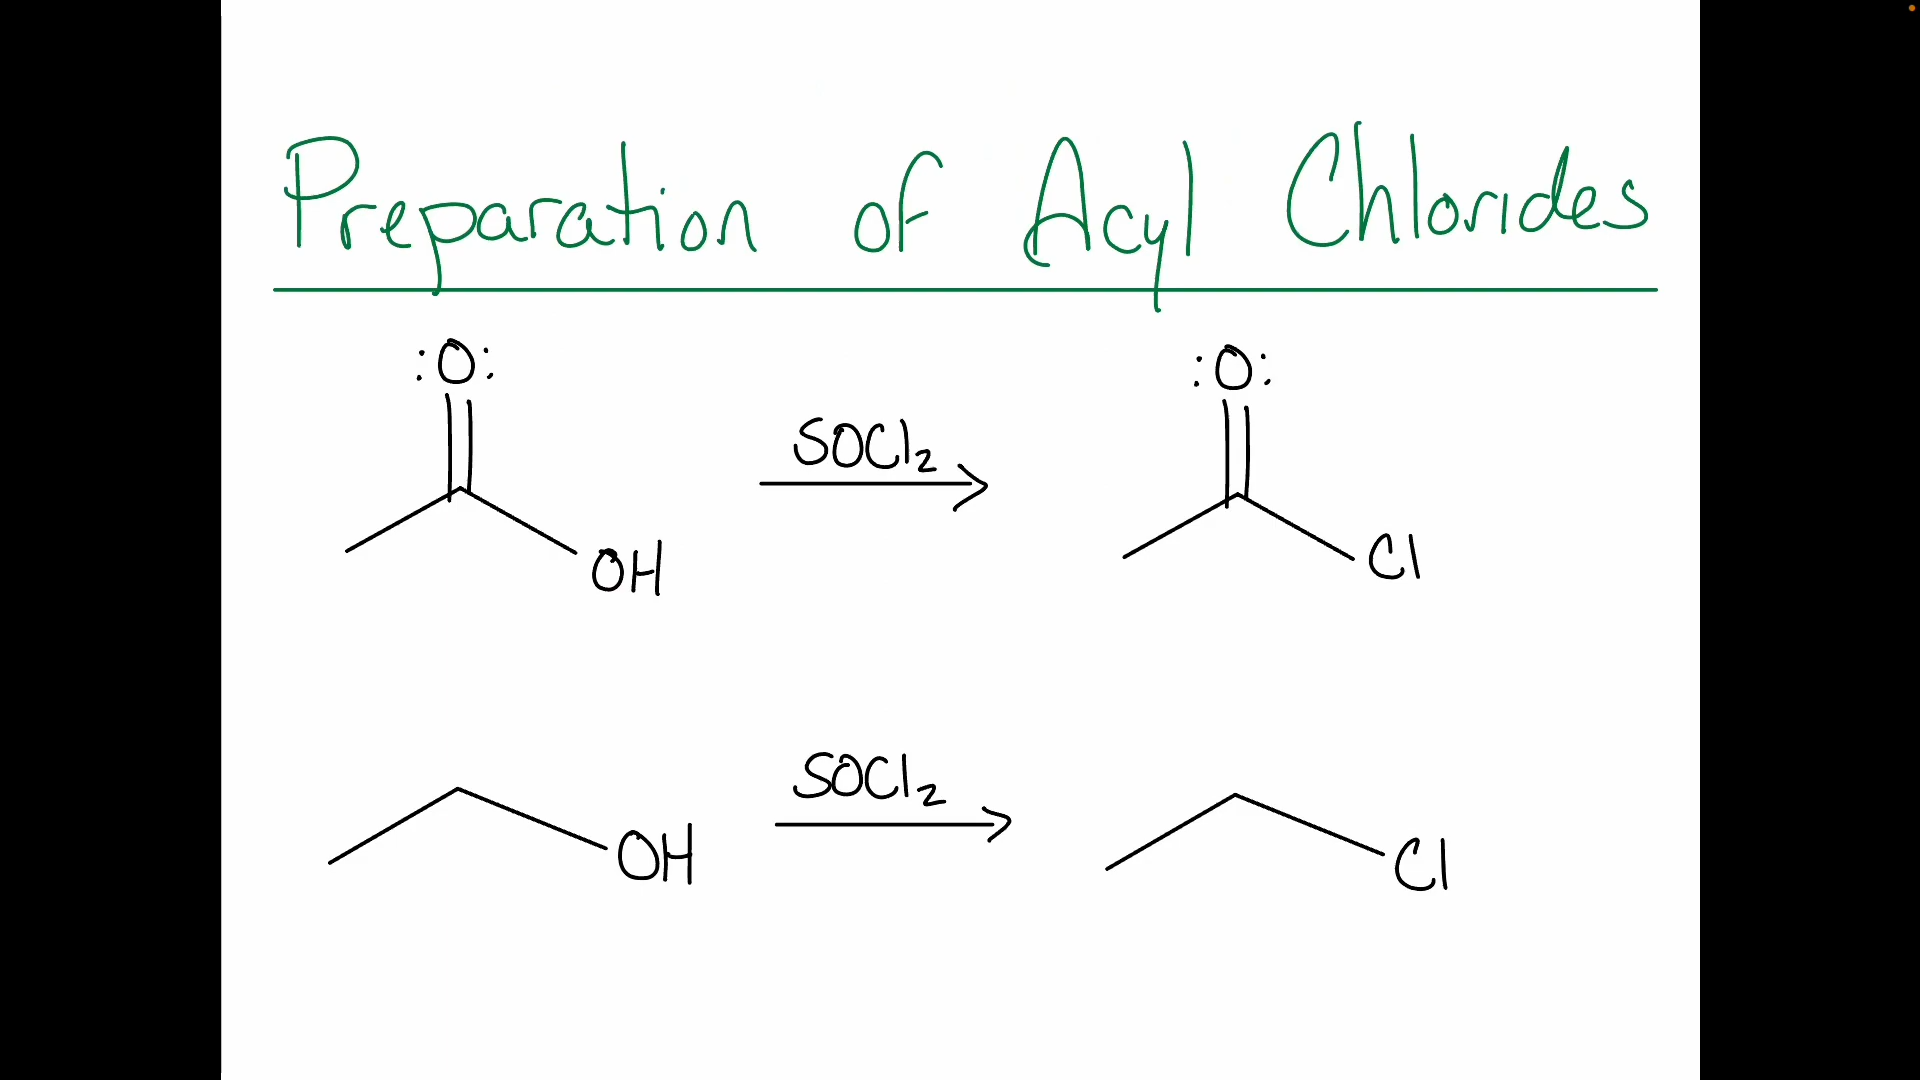 Preparation of Acyl Chlorides
:O: :O:
SOCl₂
OH Cl
SOCl₂
OH Cl